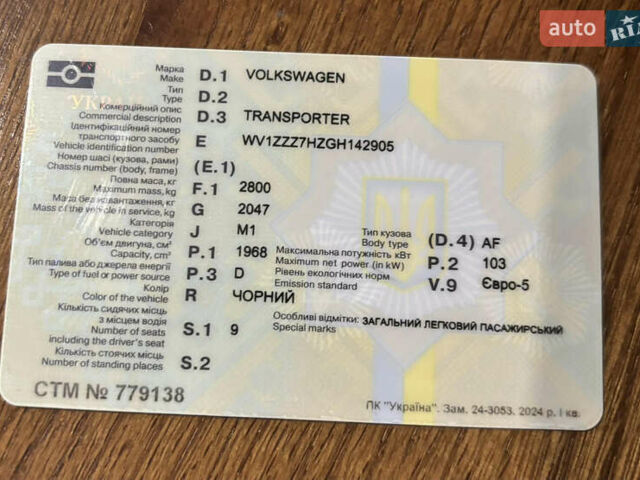 auto RIA
Марка
Make D.1 VOLKSWAGEN
Тип
Type D.2
Комерційний опис
Commercial description D.3 TRANSPORTER
Ідентифікаційний номер
транспортного засобу
Vehicle identification number E WV1ZZZ7HZGH142905
Номер шасі (кузова, рами)
Chassis number (body, frame) (E.1)
Повна маса, кг
Maximum mass, kg F.1 2800
Маса без навантаження, кг
Mass of the vehicle in service, kg G 2047
Категорія
Vehicle category J M1
Тип кузова
Body type (D.4) AF
Об'єм двигуна, см³
Capacity, cm³ P.1 1968
Максимальна потужність кВт
Maximum net power (in kW) P.2 103
Тип палива або джерела енергії
Type of fuel or power source P.3 D
Рівень екологічних норм
Emission standard V.9 Євро-5
Колір
Color of the vehicle R ЧОРНИЙ
Кількість сидячих місць
з місцем водія
Number of seats
including the driver's seat S.1 9
Особливі відмітки: ЗАГАЛЬНИЙ ЛЕГКОВИЙ ПАСАЖИРСЬКИЙ
Special marks
Кількість стоячих місць
Number of standing places S.2
СТМ № 779138
ПК "Україна". Зам. 24-3053. 2024 р. I кв.